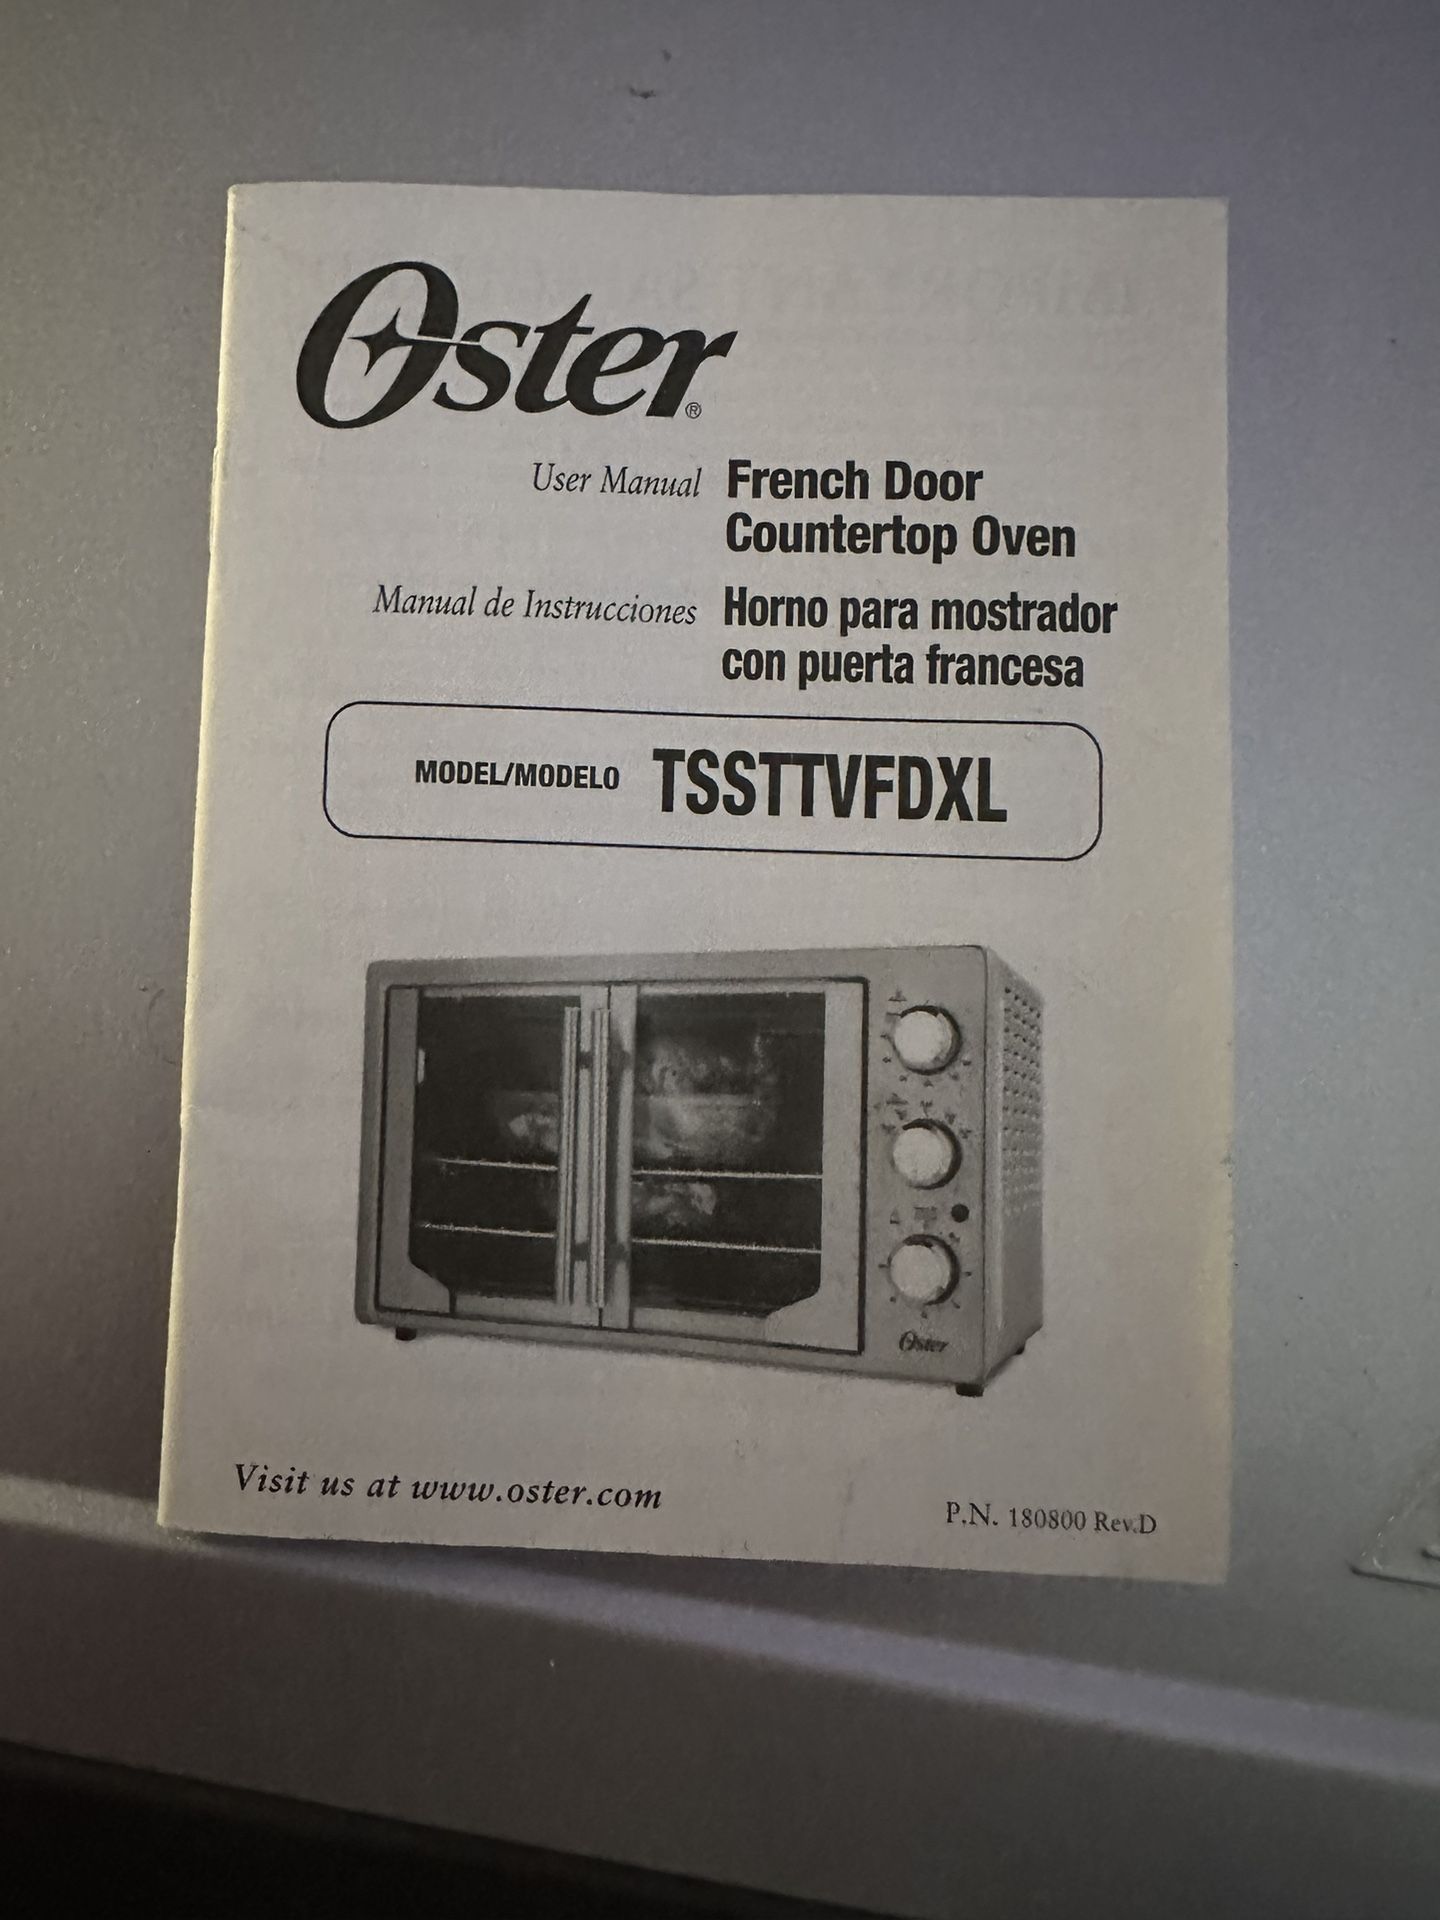 Oster®
User Manual French Door
Countertop Oven
Manual de Instrucciones Horno para mostrador
con puerta francesa
MODEL/MODELO TSSTTVFDXL
Oster
Visit us at www.oster.com
P.N. 180800 Rev.D